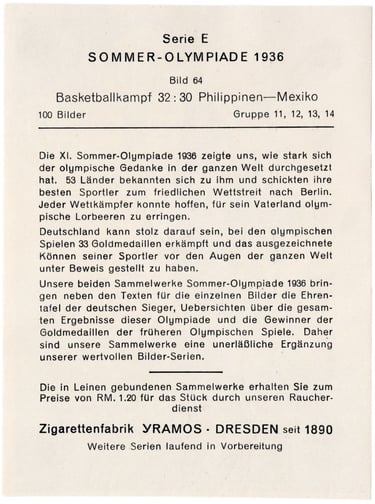 Serie E
SOMMER-OLYMPIADE 1936
Bild 64
Basketballkampf 32:30 Philippinen—Mexiko
100 Bilder Gruppe 11, 12, 13, 14
Die XI. Sommer-Olympiade 1936 zeigte uns, wie stark sich
der olympische Gedanke in der ganzen Welt durchgesetzt
hat. 53 Länder bekannten sich zu ihm und schickten ihre
besten Sportler zum friedlichen Wettstreit nach Berlin.
Jeder Wettkämpfer konnte hoffen, für sein Vaterland olym-
pische Lorbeeren zu erringen.
Deutschland kann stolz darauf sein, bei den olympischen
Spielen 33 Goldmedaillen erkämpft und das ausgezeichnete
Können seiner Sportler vor den Augen der ganzen Welt
unter Beweis gestellt zu haben.
Unsere beiden Sammelwerke Sommer-Olympiade 1936 brin-
gen neben den Texten für die einzelnen Bilder die Ehren-
tafel der deutschen Sieger, Uebersichten über die gesam-
ten Ergebnisse dieser Olympiade und die Gewinner der
Goldmedaillen der früheren Olympischen Spiele. Daher
sind unsere Sammelwerke eine unerläßliche Ergänzung
unserer wertvollen Bilder-Serien.
Die in Leinen gebundenen Sammelwerke erhalten Sie zum
Preise von RM. 1.20 für das Stück durch unseren Raucher-
dienst
Zigarettenfabrik YRAMOS · DRESDEN seit 1890
Weitere Serien laufend in Vorbereitung